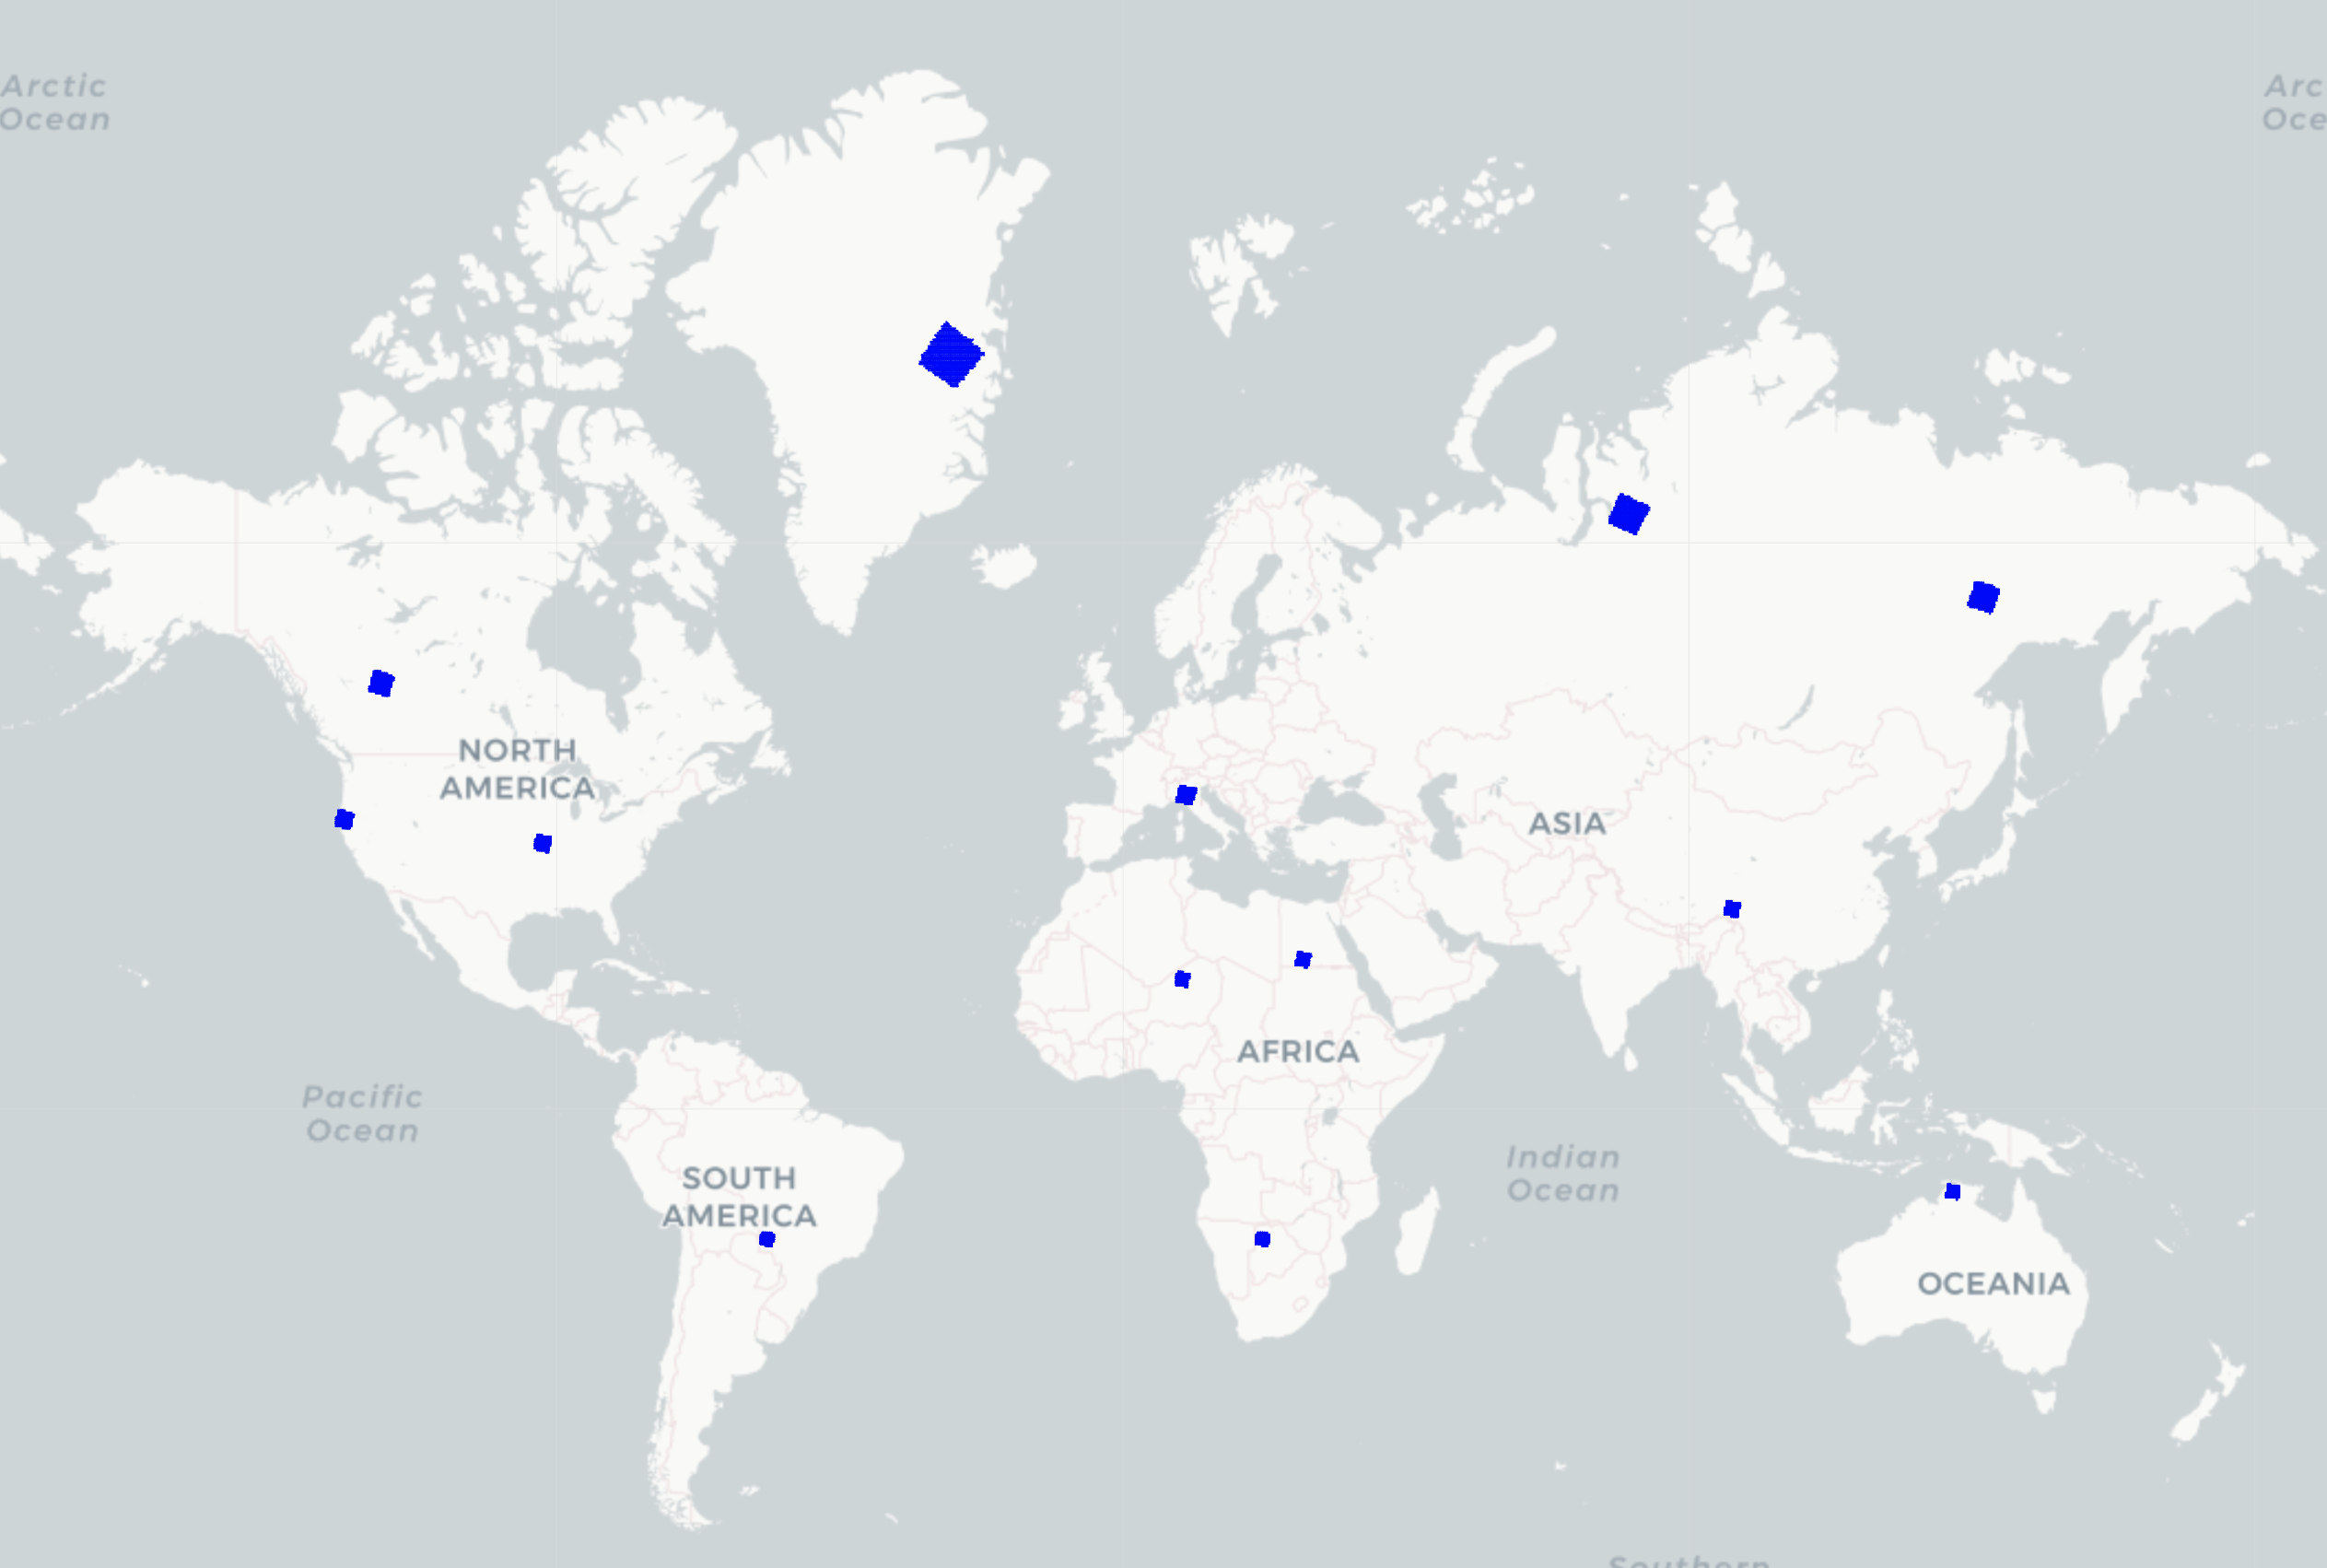 Arctic
Ocean
Arc
Oce
NORTH
AMERICA
ASIA
AFRICA
Pacific
Ocean
SOUTH
AMERICA
Indian
Ocean
OCEANIA
Southern